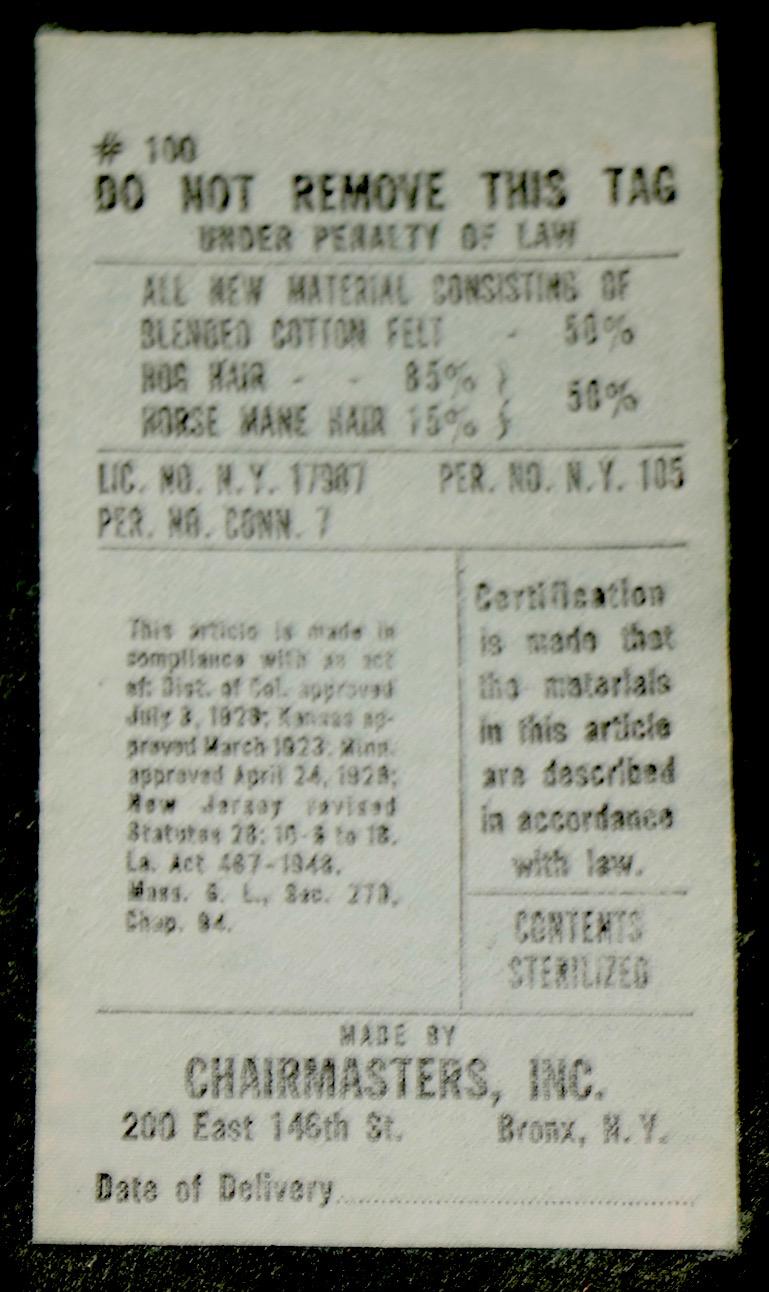 # 100
DO NOT REMOVE THIS TAG
UNDER PENALTY OF LAW
ALL NEW MATERIAL CONSISTING OF
BLENDED COTTON FELT - 50%
HOG HAIR - - 85% }
50%
HORSE MANE HAIR 15% }
LIC. NO. N.Y. 17987 PER. NO. N.Y. 105
PER. NO. CONN. 7
This article is made in
compliance with an act
of: Dist. of Col. approved
July 3, 1926; Kansas ap-
proved March 1923; Minn.
approved April 24, 1929;
New Jersey revised
Statutes 26: 10-6 to 18.
La. Act 467-1948.
Mass. G. L., Sec. 270,
Chap. 94.
Certification
is made that
the materials
in this article
are described
in accordance
with law.
CONTENTS
STERILIZED
MADE BY
CHAIRMASTERS, INC.
200 East 146th St. Bronx, N.Y.
Date of Delivery